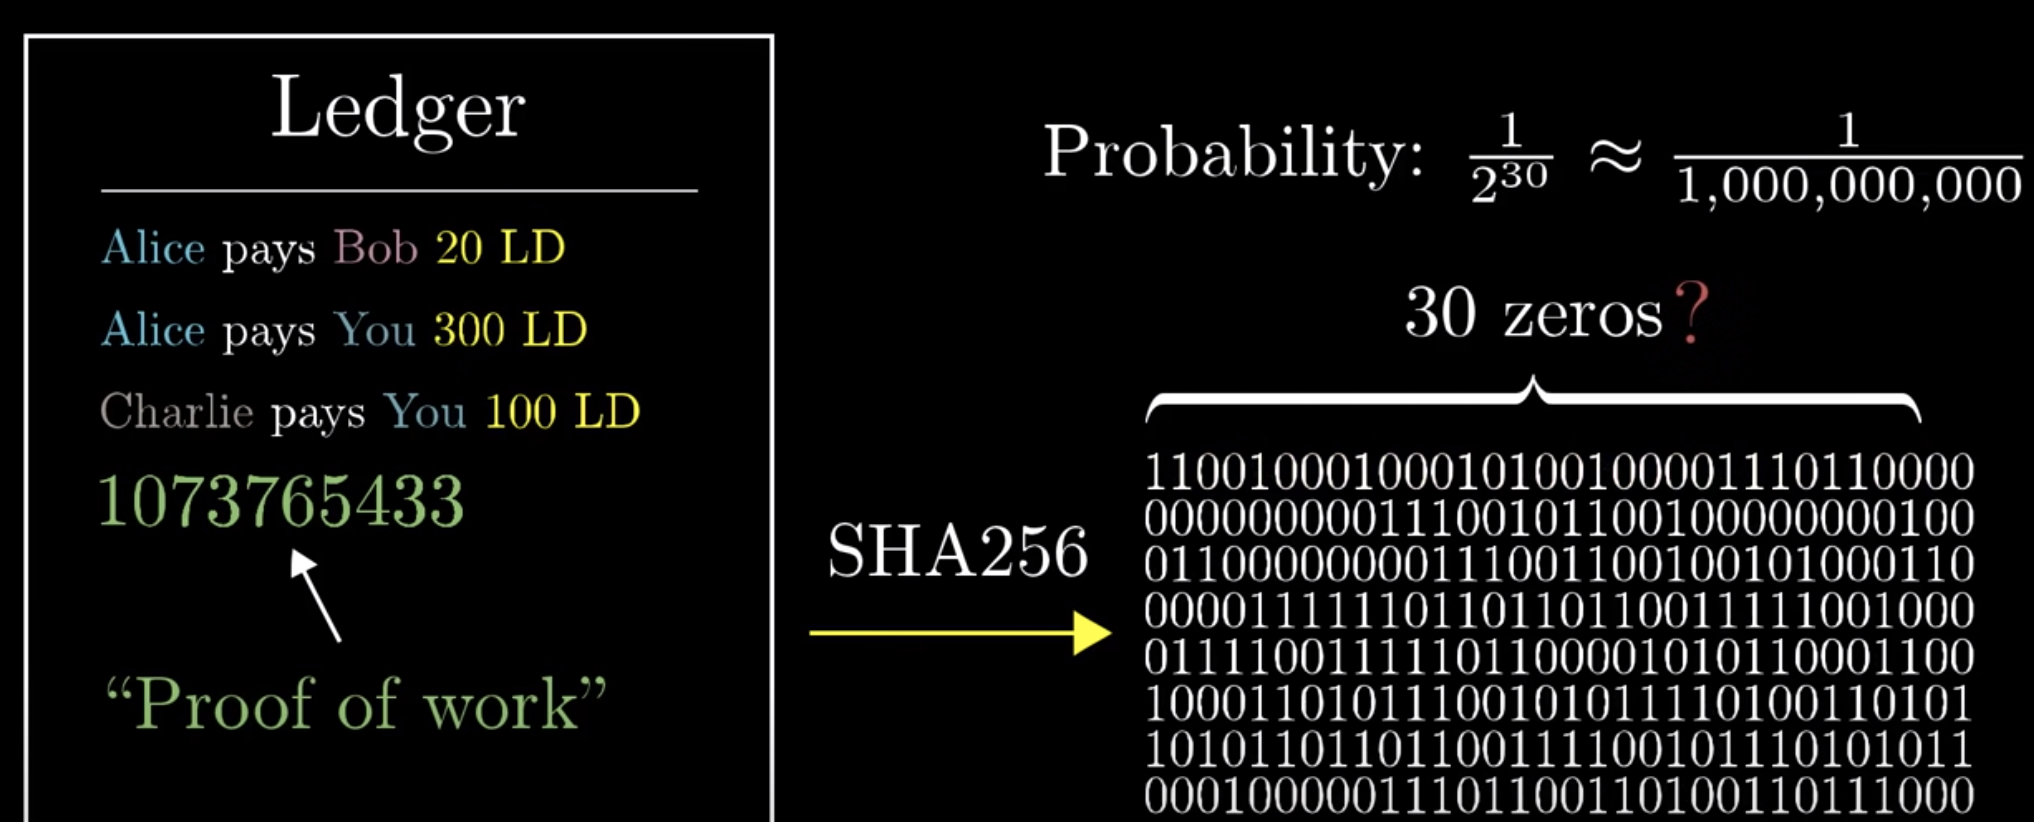 Ledger
Alice pays Bob 20 LD
Alice pays You 300 LD
Charlie pays You 100 LD
1073765433
“Proof of work”
SHA256
Probability: 1/2^30 ≈ 1/1,000,000,000
30 zeros?
11001000100010100100001110110000
00000000011100101100100000000100
01100000000011100110010010100110
00001111110110110110011111001000
01111001111101100001010110001100
10001101011100101011110100110101
10101101101100111100101110101011
00010000011101100110100110111000